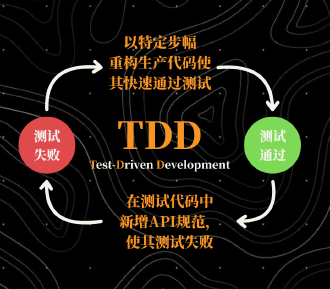 以特定步幅
重构生产代码使
其快速通过测试
测试
失败
TDD
Test-Driven Development
测试
通过
在测试代码中
新增API规范，
使其测试失败